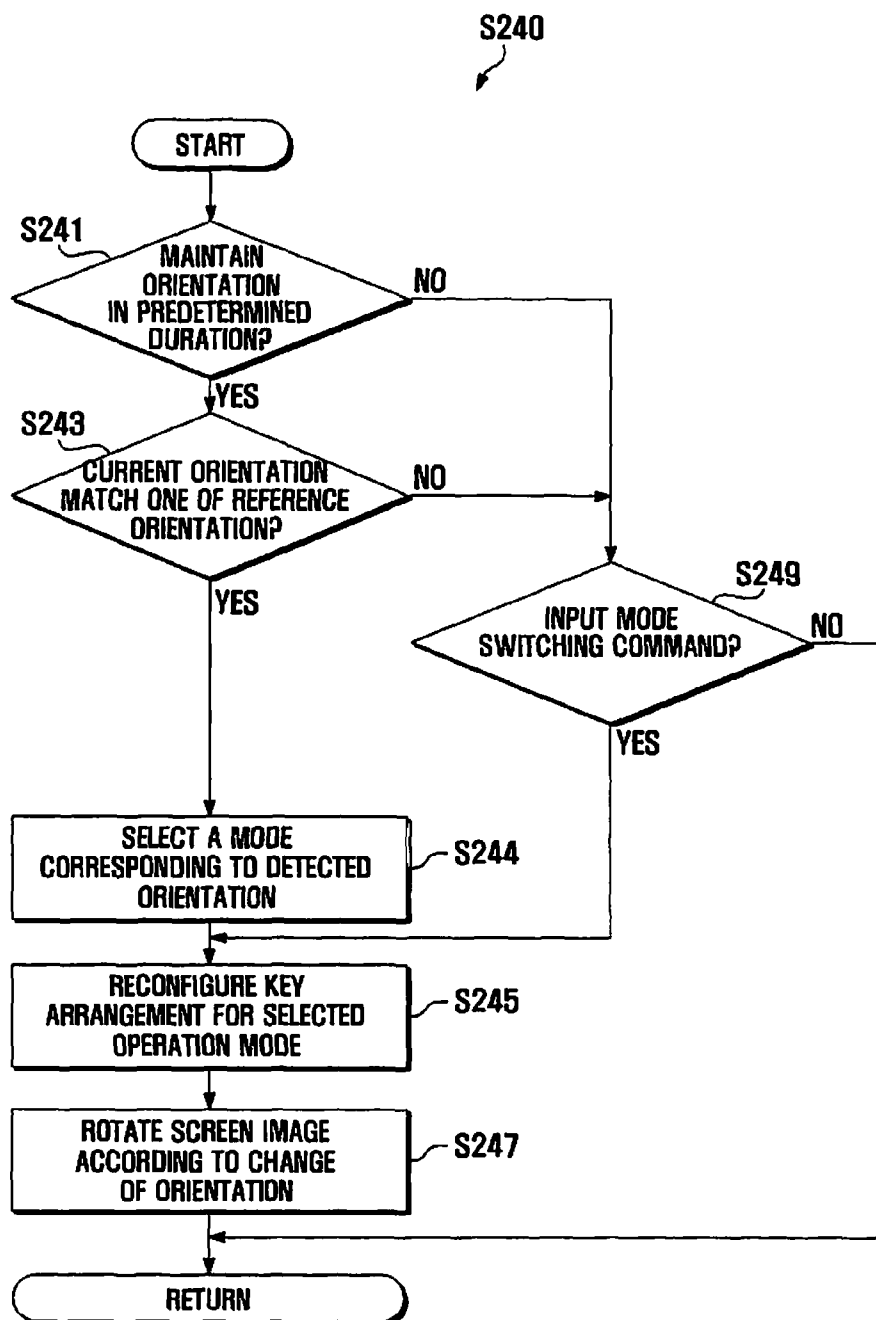 S240
START
S241
MAINTAIN
ORIENTATION
IN PREDETERMINED
DURATION?
NO
YES
S243
CURRENT ORIENTATION
MATCH ONE OF REFERENCE
ORIENTATION?
NO
YES
S249
INPUT MODE
SWITCHING COMMAND?
NO
YES
SELECT A MODE
CORRESPONDING TO DETECTED
ORIENTATION
S244
RECONFIGURE KEY
ARRANGEMENT FOR SELECTED
OPERATION MODE
S245
ROTATE SCREEN IMAGE
ACCORDING TO CHANGE
OF ORIENTATION
S247
RETURN